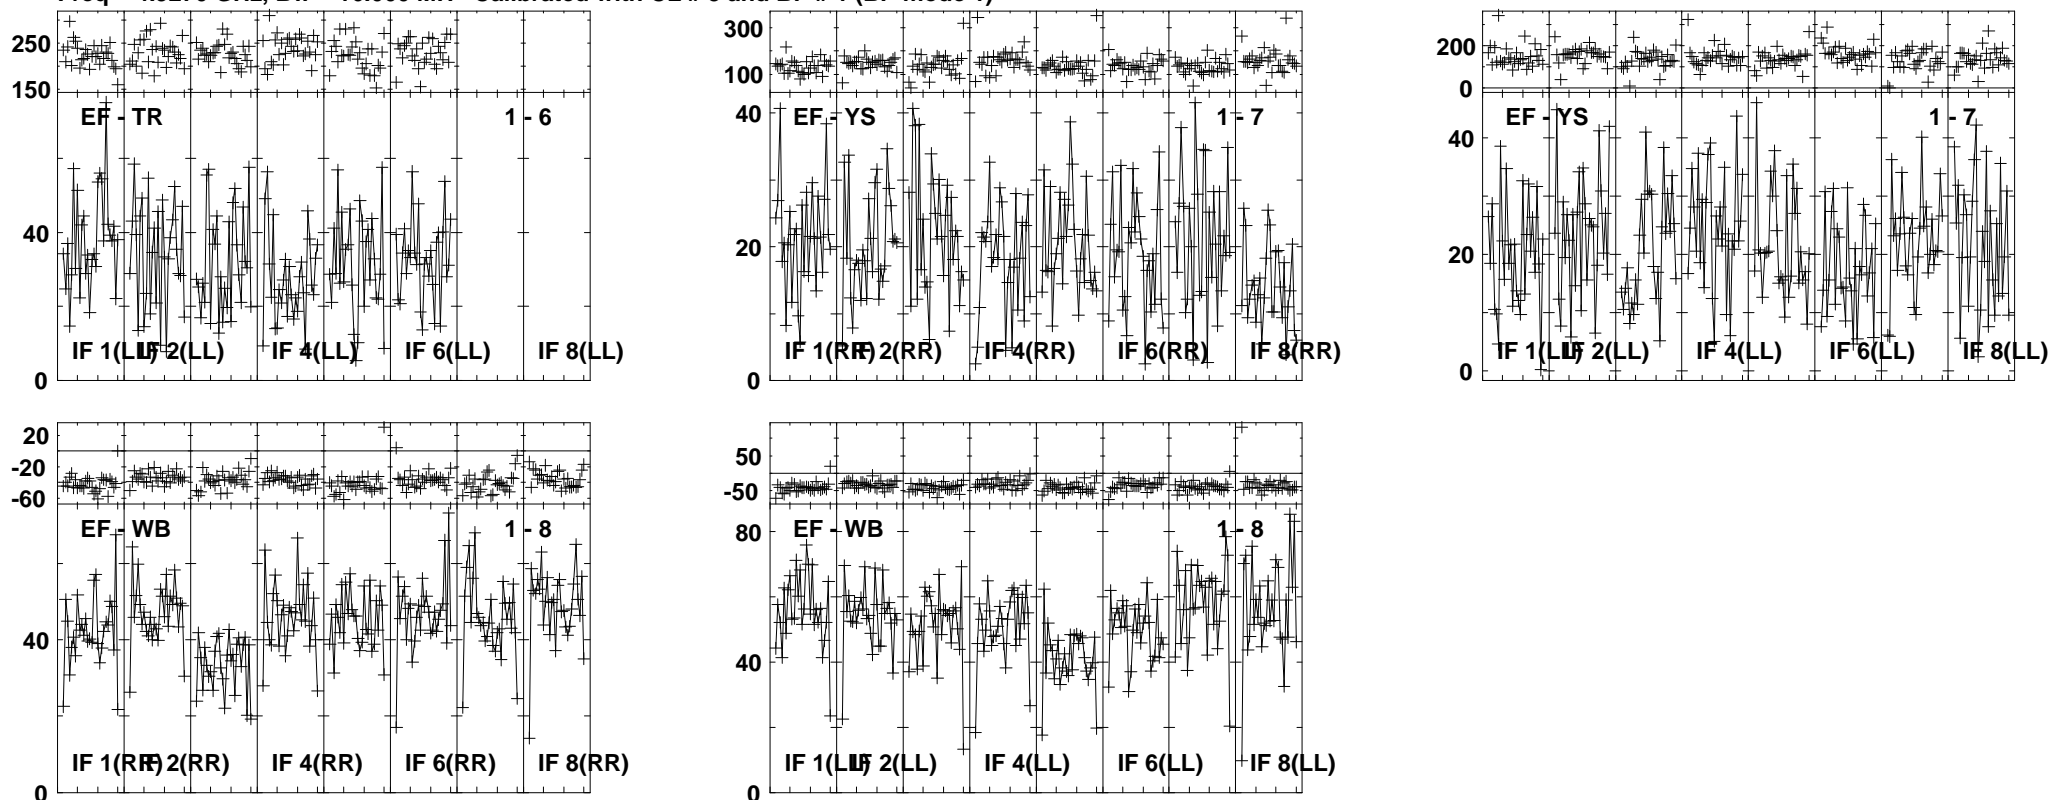 250
150
EF - TR 1 - 6
40
0
IF 1(LL) IF 2(LL) IF 4(LL) IF 6(LL) IF 8(LL)
300
100
40
EF - YS 1 - 7
20
0
IF 1(RR) IF 2(RR) IF 4(RR) IF 6(RR) IF 8(RR)
200
0
EF - YS 1 - 7
40
20
0
IF 1(LL) IF 2(LL) IF 4(LL) IF 6(LL) IF 8(LL)
20
-20
-60
EF - WB 1 - 8
40
0
IF 1(RR) IF 2(RR) IF 4(RR) IF 6(RR) IF 8(RR)
50
-50
80
EF - WB 1 - 8
40
0
IF 1(LL) IF 2(LL) IF 4(LL) IF 6(LL) IF 8(LL)